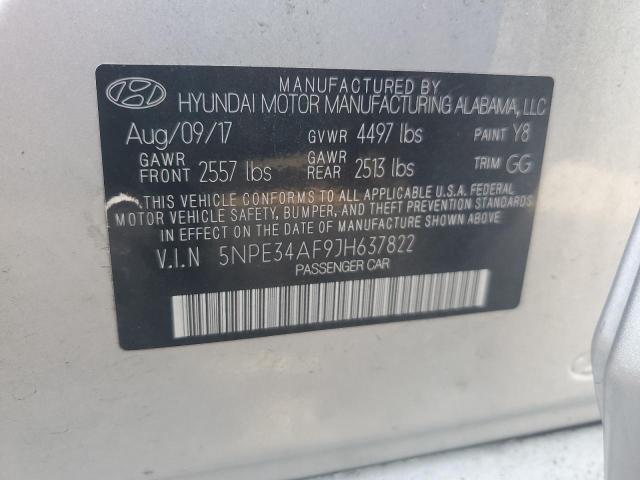 MANUFACTURED BY
HYUNDAI MOTOR MANUFACTURING ALABAMA, LLC
Aug/09/17 GVWR 4497 lbs PAINT Y8
GAWR FRONT 2557 lbs GAWR REAR 2513 lbs TRIM GG
THIS VEHICLE CONFORMS TO ALL APPLICABLE U.S.A. FEDERAL
MOTOR VEHICLE SAFETY, BUMPER, AND THEFT PREVENTION STANDARDS
IN EFFECT ON THE DATE OF MANUFACTURE SHOWN ABOVE.
V.I.N 5NPE34AF9JH637822
PASSENGER CAR